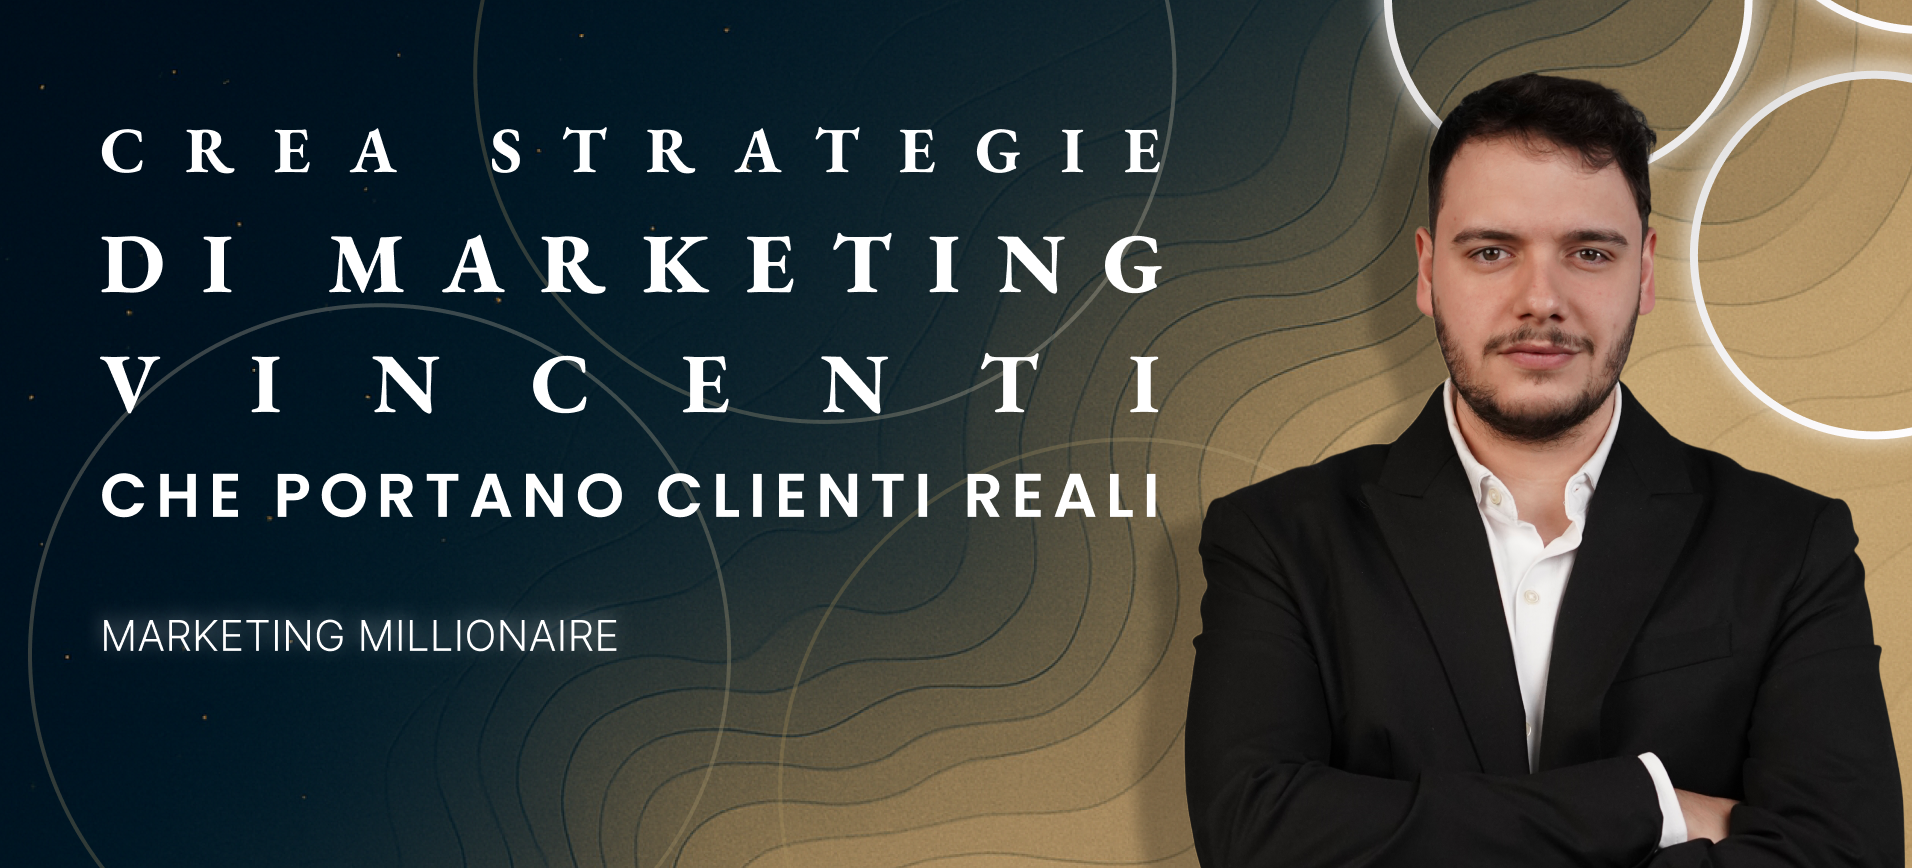 CREA STRATEGIE
DI MARKETING
VINCENTI
CHE PORTANO CLIENTI REALI
MARKETING MILLIONAIRE